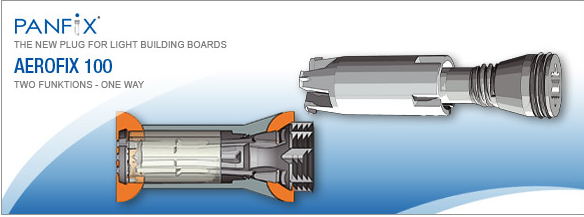 PANFIX®
THE NEW PLUG FOR LIGHT BUILDING BOARDS
AEROFIX 100
TWO FUNKTIONS - ONE WAY